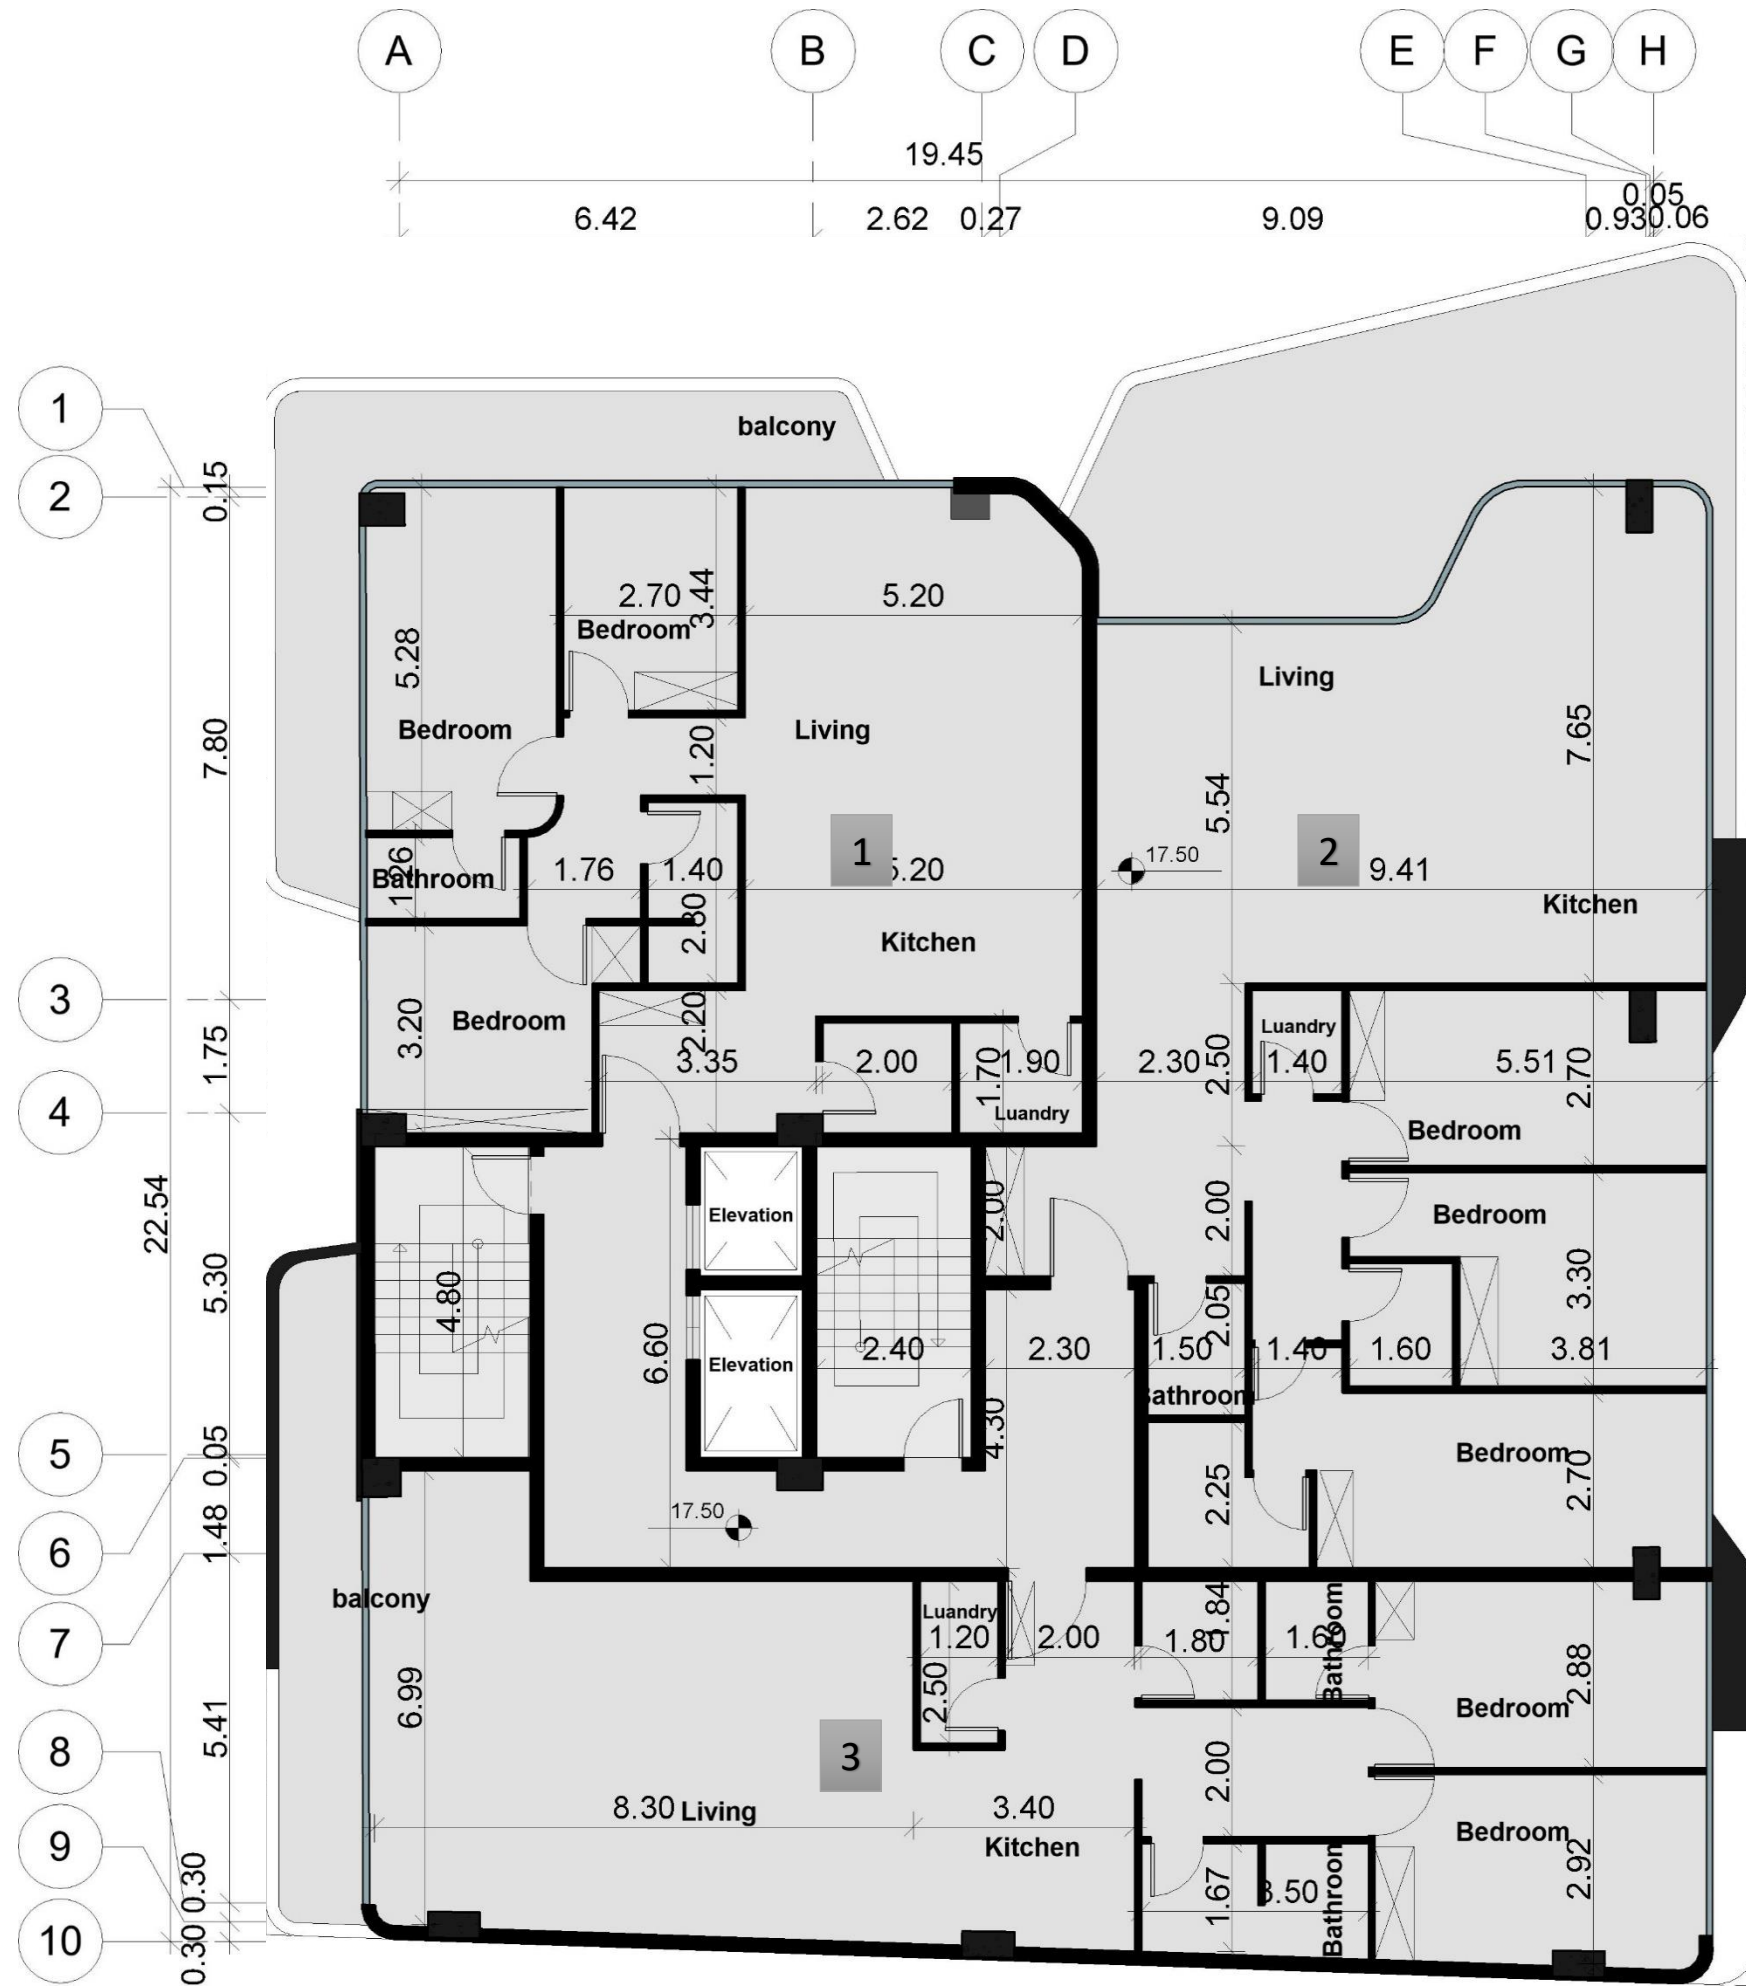 A B C D E F G H
19.45
0.05
6.42 2.62 0.27 9.09 0.93 0.06
1
balcony
0.15
2
2.70 3.44 5.20
Bedroom
5.28
Living
7.65
7.80
Bedroom
1.20
Living
5.54
1
2
17.50
1.26
Bathroom
1.76 1.40 5.20 9.41
Kitchen
2.80
Kitchen
3
3.20
Bedroom
2.20
Luandry
1.75
3.35 2.00 1.70 1.90 2.30 2.50 1.40 5.51 2.70
4
Luandry
Bedroom
22.54
Elevation
2.00
2.00
Bedroom
5.30
4.80
3.30
2.05
6.60
Elevation
2.40 2.30 1.50 1.40 1.60 3.81
Bathroom
4.30
5
0.05
Bedroom
2.70
2.25
17.50
1.48
6
balcony
Luandry
1.84
Bathroom
7
1.20 2.00 1.80 1.60
6.99
2.50
2.88
Bedroom
5.41
8
3
2.00
8.30 Living 3.40
Kitchen
Bedroom
9
0.30
1.67
3.50
Bathroom
2.92
10
0.30